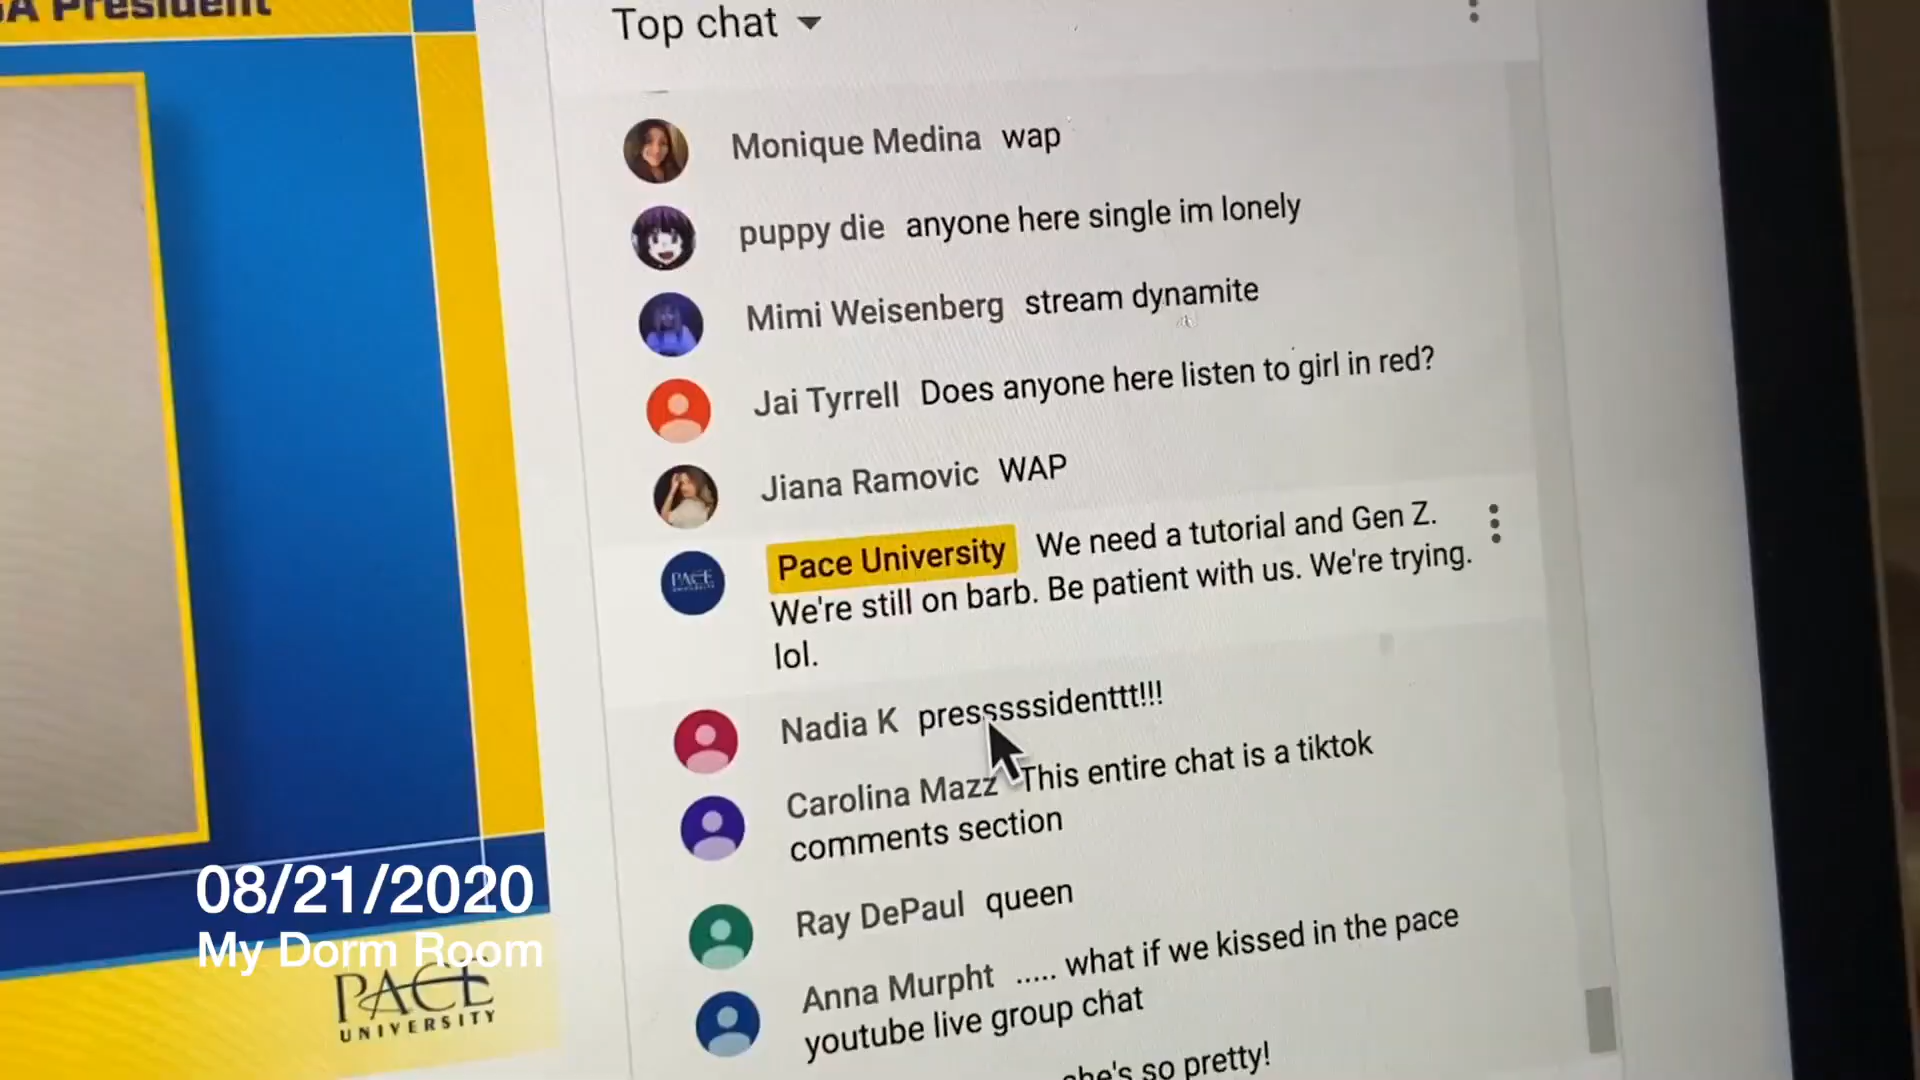 President
Top chat
Monique Medina wap
puppy die anyone here single im lonely
Mimi Weisenberg stream dynamite
Jai Tyrrell Does anyone here listen to girl in red?
Jiana Ramovic WAP
PACE
UNIVERSITY
Pace University We need a tutorial and Gen Z.
We're still on barb. Be patient with us. We're trying.
lol.
Nadia K presssssidenttt!!!
Carolina Mazz This entire chat is a tiktok
comments section
Ray DePaul queen
Anna Murpht ..... what if we kissed in the pace
youtube live group chat
she's so pretty!
08/21/2020
My Dorm Room
PACE
UNIVERSITY